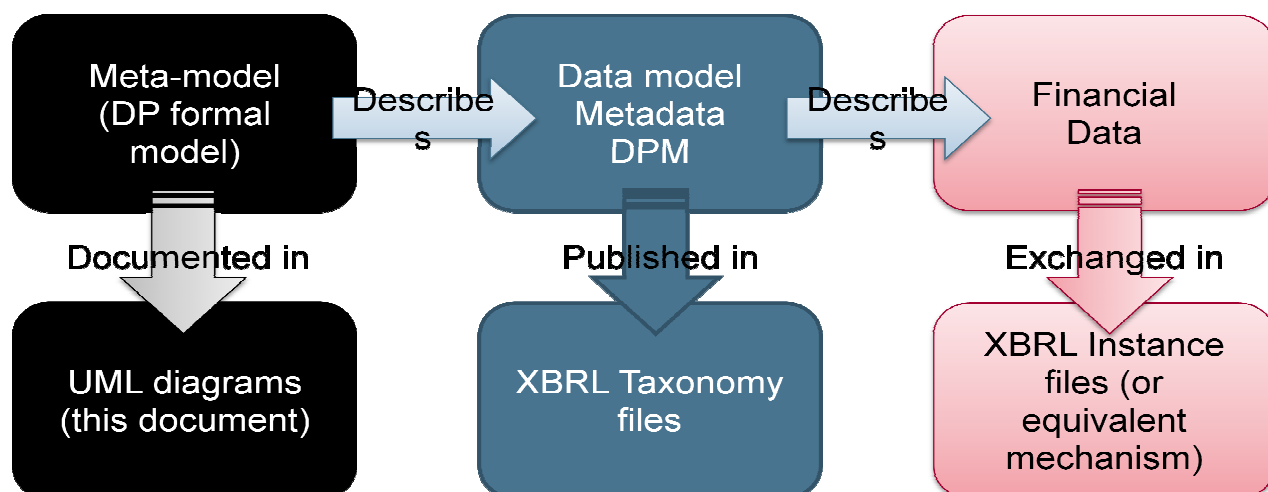 Meta-model
(DP formal
model)
Describe
s
Data model
Metadada
DPM
Describe
s
Financial
Data
Documented in
Published in
Exchanged in
UML diagrams
(this document)
XBRL Taxonomy
files
XBRL Instance
files (or
equivalent
mechanism)